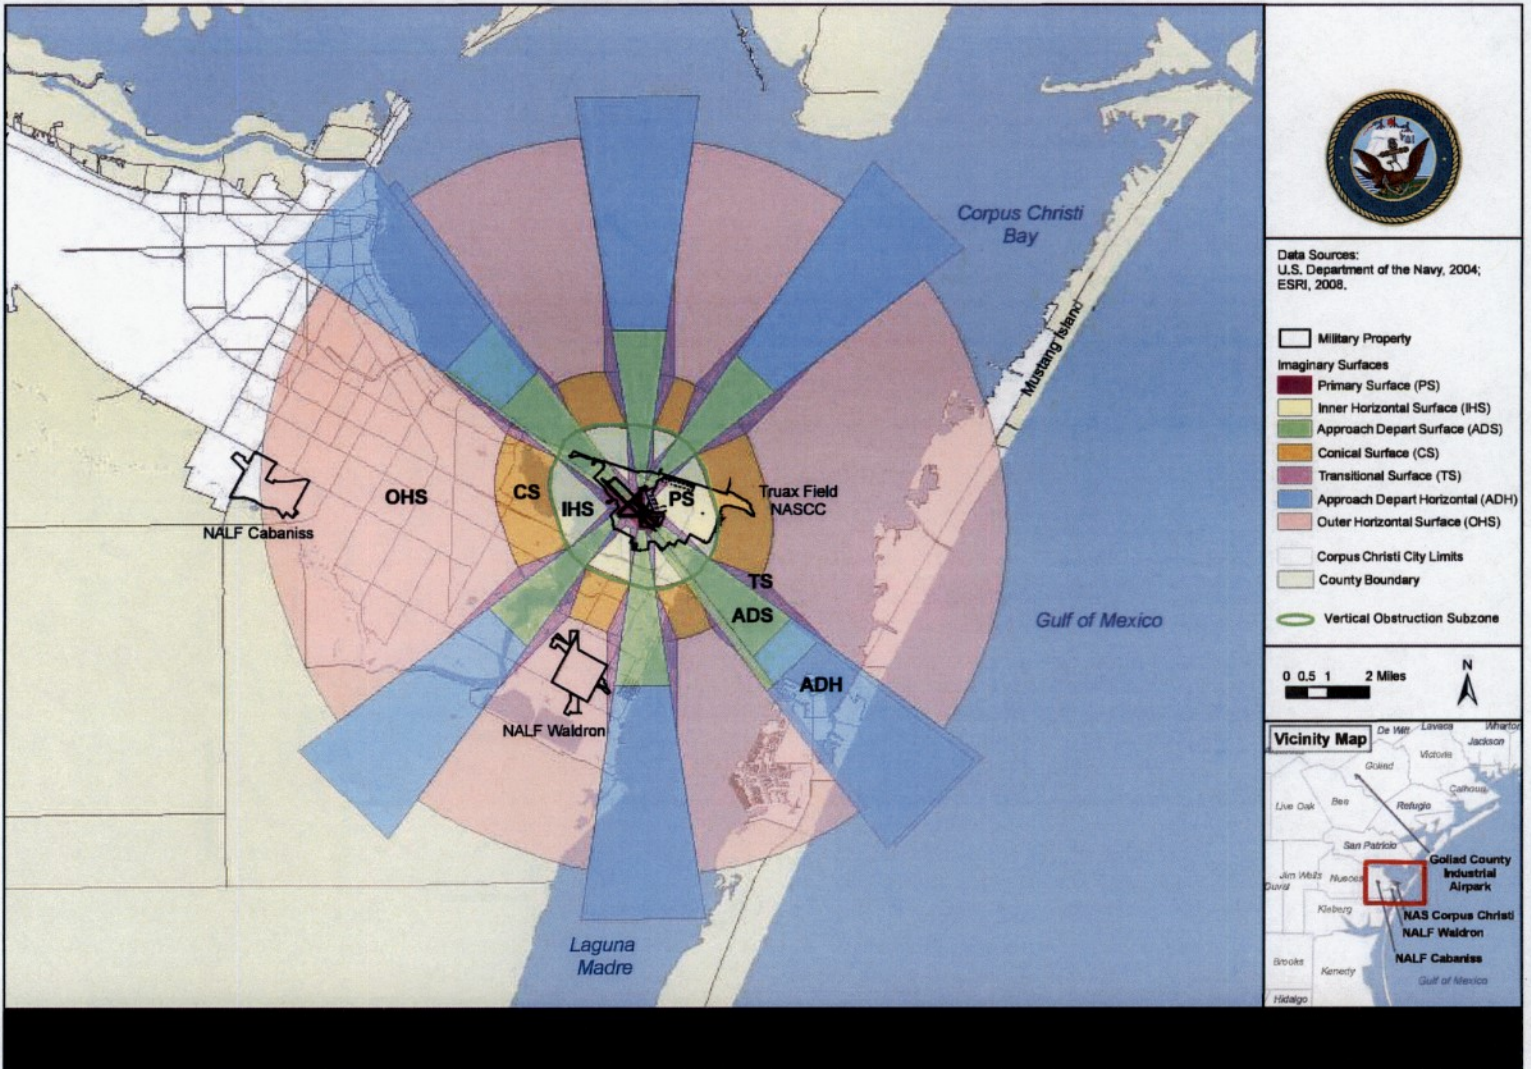 Corpus Christi
Bay
Mustang Island
OHS
CS
IHS
PS
Truax Field
NASCC
NALF Cabaniss
TS
ADS
Gulf of Mexico
ADH
NALF Waldron
Laguna
Madre
Data Sources:
U.S. Department of the Navy, 2004;
ESRI, 2008.
Military Property
Imaginary Surfaces
Primary Surface (PS)
Inner Horizontal Surface (IHS)
Approach Depart Surface (ADS)
Conical Surface (CS)
Transitional Surface (TS)
Approach Depart Horizontal (ADH)
Outer Horizontal Surface (OHS)
Corpus Christi City Limits
County Boundary
Vertical Obstruction Subzone
0 0.5 1 2 Miles
N
Vicinity Map
De Witt
Lavaca
Wharton
Jackson
Victoria
Goliad
Calhoun
Live Oak
Bee
Refugio
San Patricio
Goliad County
Industrial
Airpark
Jim Wells
Nueces
Duval
Kleberg
NAS Corpus Christi
NALF Waldron
NALF Cabaniss
Brooks
Kenedy
Gulf of Mexico
Hidalgo